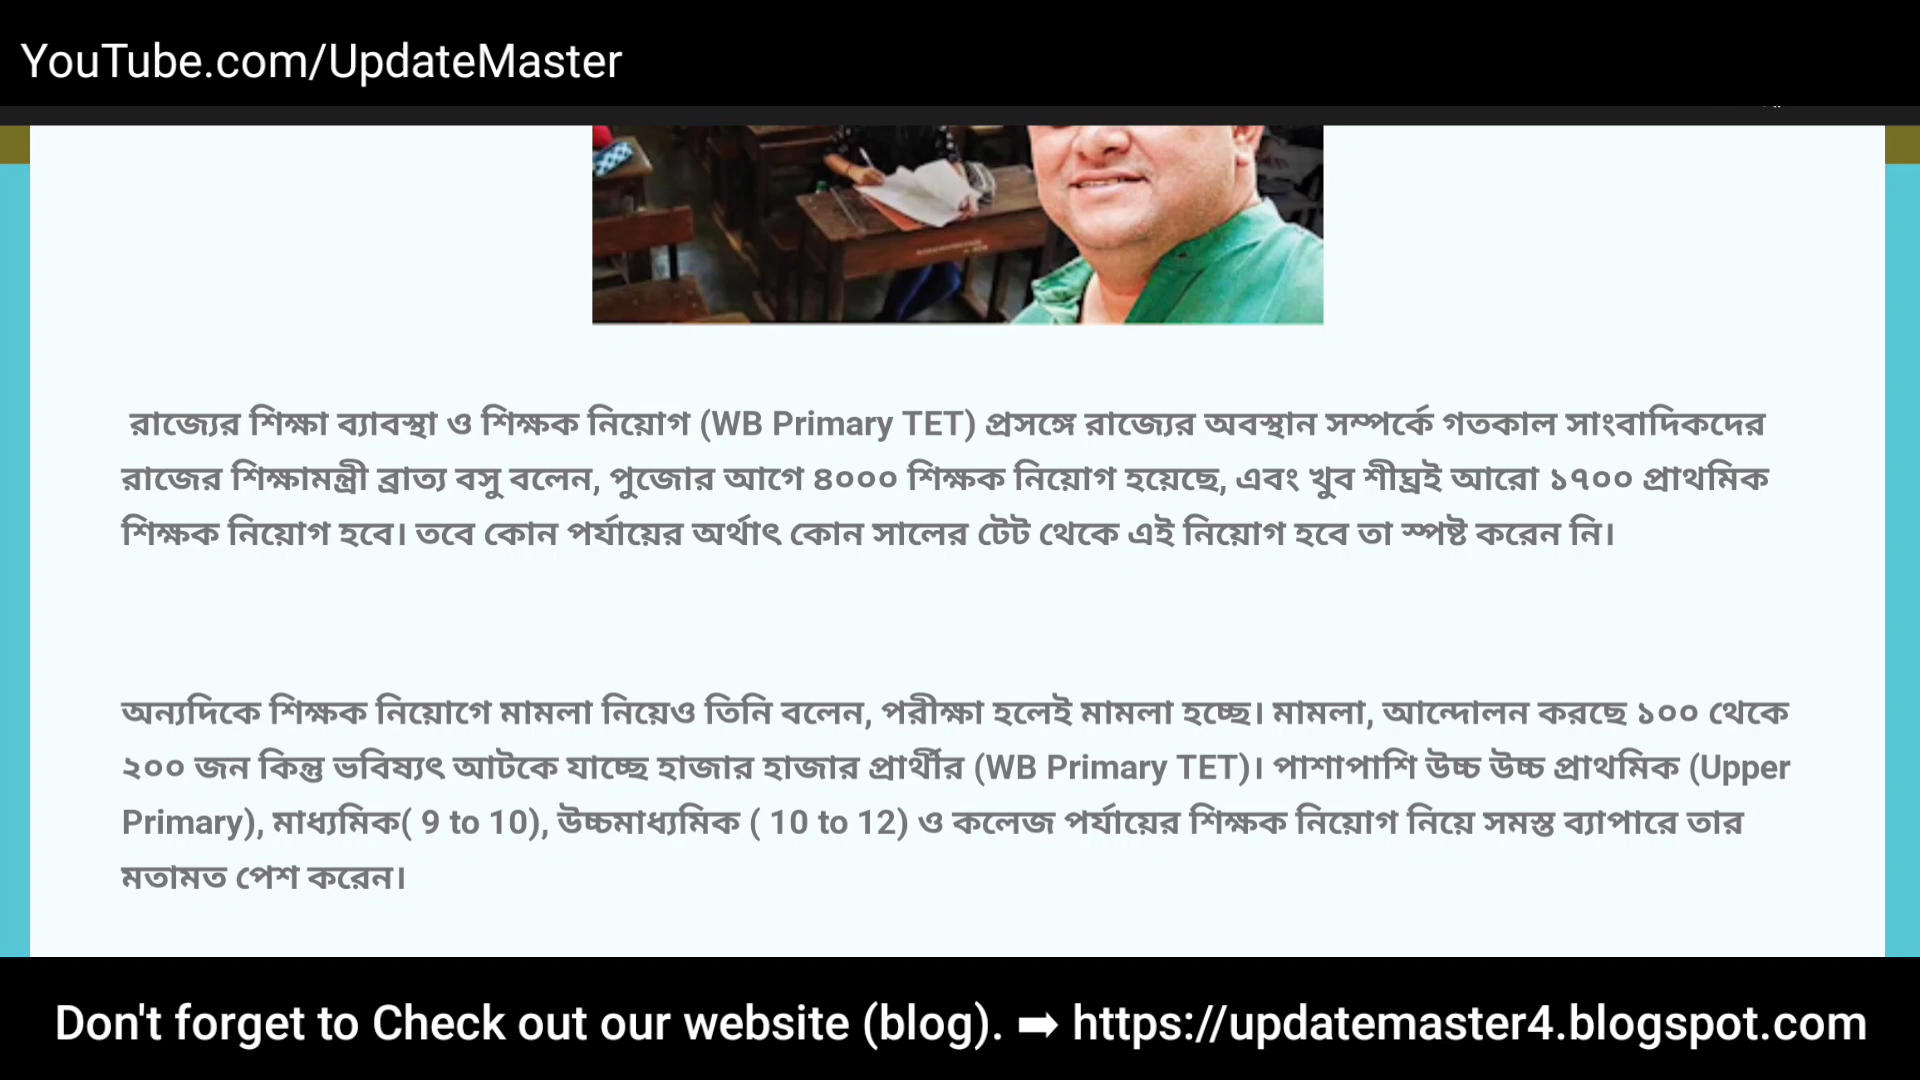 YouTube.com/UpdateMaster
রাজ্যের শিক্ষা ব্যাবস্থা ও শিক্ষক নিয়োগ (WB Primary TET) প্রসঙ্গে রাজ্যের অবস্থান সম্পর্কে গতকাল সাংবাদিকদের
রাজের শিক্ষামন্ত্রী ব্রাত্য বসু বলেন, পুজোর আগে ৪০০০ শিক্ষক নিয়োগ হয়েছে, এবং খুব শীঘ্রই আরো ১৭০০ প্রাথমিক
শিক্ষক নিয়োগ হবে। তবে কোন পর্যায়ের অর্থাৎ কোন সালের টেট থেকে এই নিয়োগ হবে তা স্পষ্ট করেন নি।
অন্যদিকে শিক্ষক নিয়োগে মামলা নিয়েও তিনি বলেন, পরীক্ষা হলেই মামলা হচ্ছে। মামলা, আন্দোলন করছে ১০০ থেকে
২০০ জন কিন্তু ভবিষ্যৎ আটকে যাচ্ছে হাজার হাজার প্রার্থীর (WB Primary TET)। পাশাপাশি উচ্চ উচ্চ প্রাথমিক (Upper
Primary), মাধ্যমিক( 9 to 10), উচ্চমাধ্যমিক ( 10 to 12) ও কলেজ পর্যায়ের শিক্ষক নিয়োগ নিয়ে সমস্ত ব্যাপারে তার
মতামত পেশ করেন।
Don't forget to Check out our website (blog). ➡ https://updatemaster4.blogspot.com